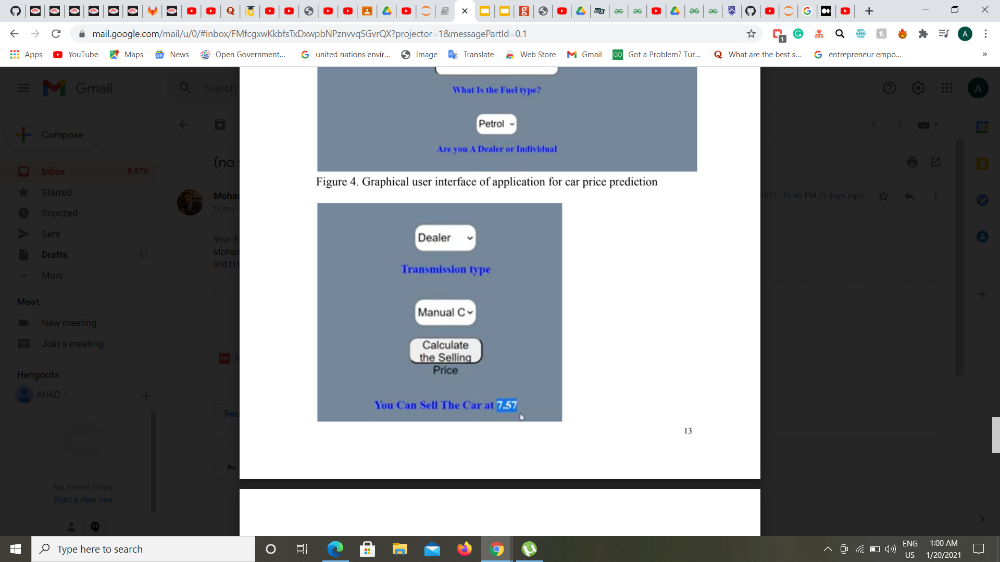 mail.google.com/mail/u/0/#inbox/FMfcgxwKkbfsTxDxwpbNPznvvqSGvrQX?projector=1&messagePartId=0.1
Apps YouTube Maps News Open Government... united nations envir... Image Translate Web Store Gmail Got a Problem? Tur... What are the best s... entrepreneur empo... »
Gmail Search
What Is the Fuel type?
Petrol
Compose
Are you A Dealer or Individual
(no s
Inbox 8,870
Figure 4. Graphical user interface of application for car price prediction
Starred
Mohar
2021, 10:45 PM (3 days ago)
to me
Snoozed
Sent
Your S
Dealer
Moham
Drafts 21
916111
Transmission type
More
Meet
New meeting
Manual C
Join a meeting
Calculate
the Selling
Price
PDF S
Hangouts
AHAD
You Can Sell The Car at 7.57
Rec
13
No recent chats
Start a new one
Type here to search
ENG
US
1:00 AM
1/20/2021